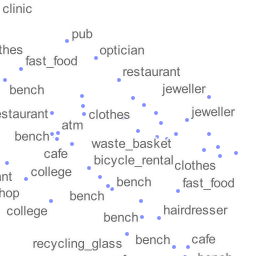 clinic
pub
thes
optician
fast_food
restaurant
bench
jeweller
estaurant
clothes
jeweller
atm
bench
waste_basket
cafe
bicycle_rental
clothes
college
nt
bench
fast_food
hop
bench
college
bench
hairdresser
recycling_glass
bench
cafe
bench